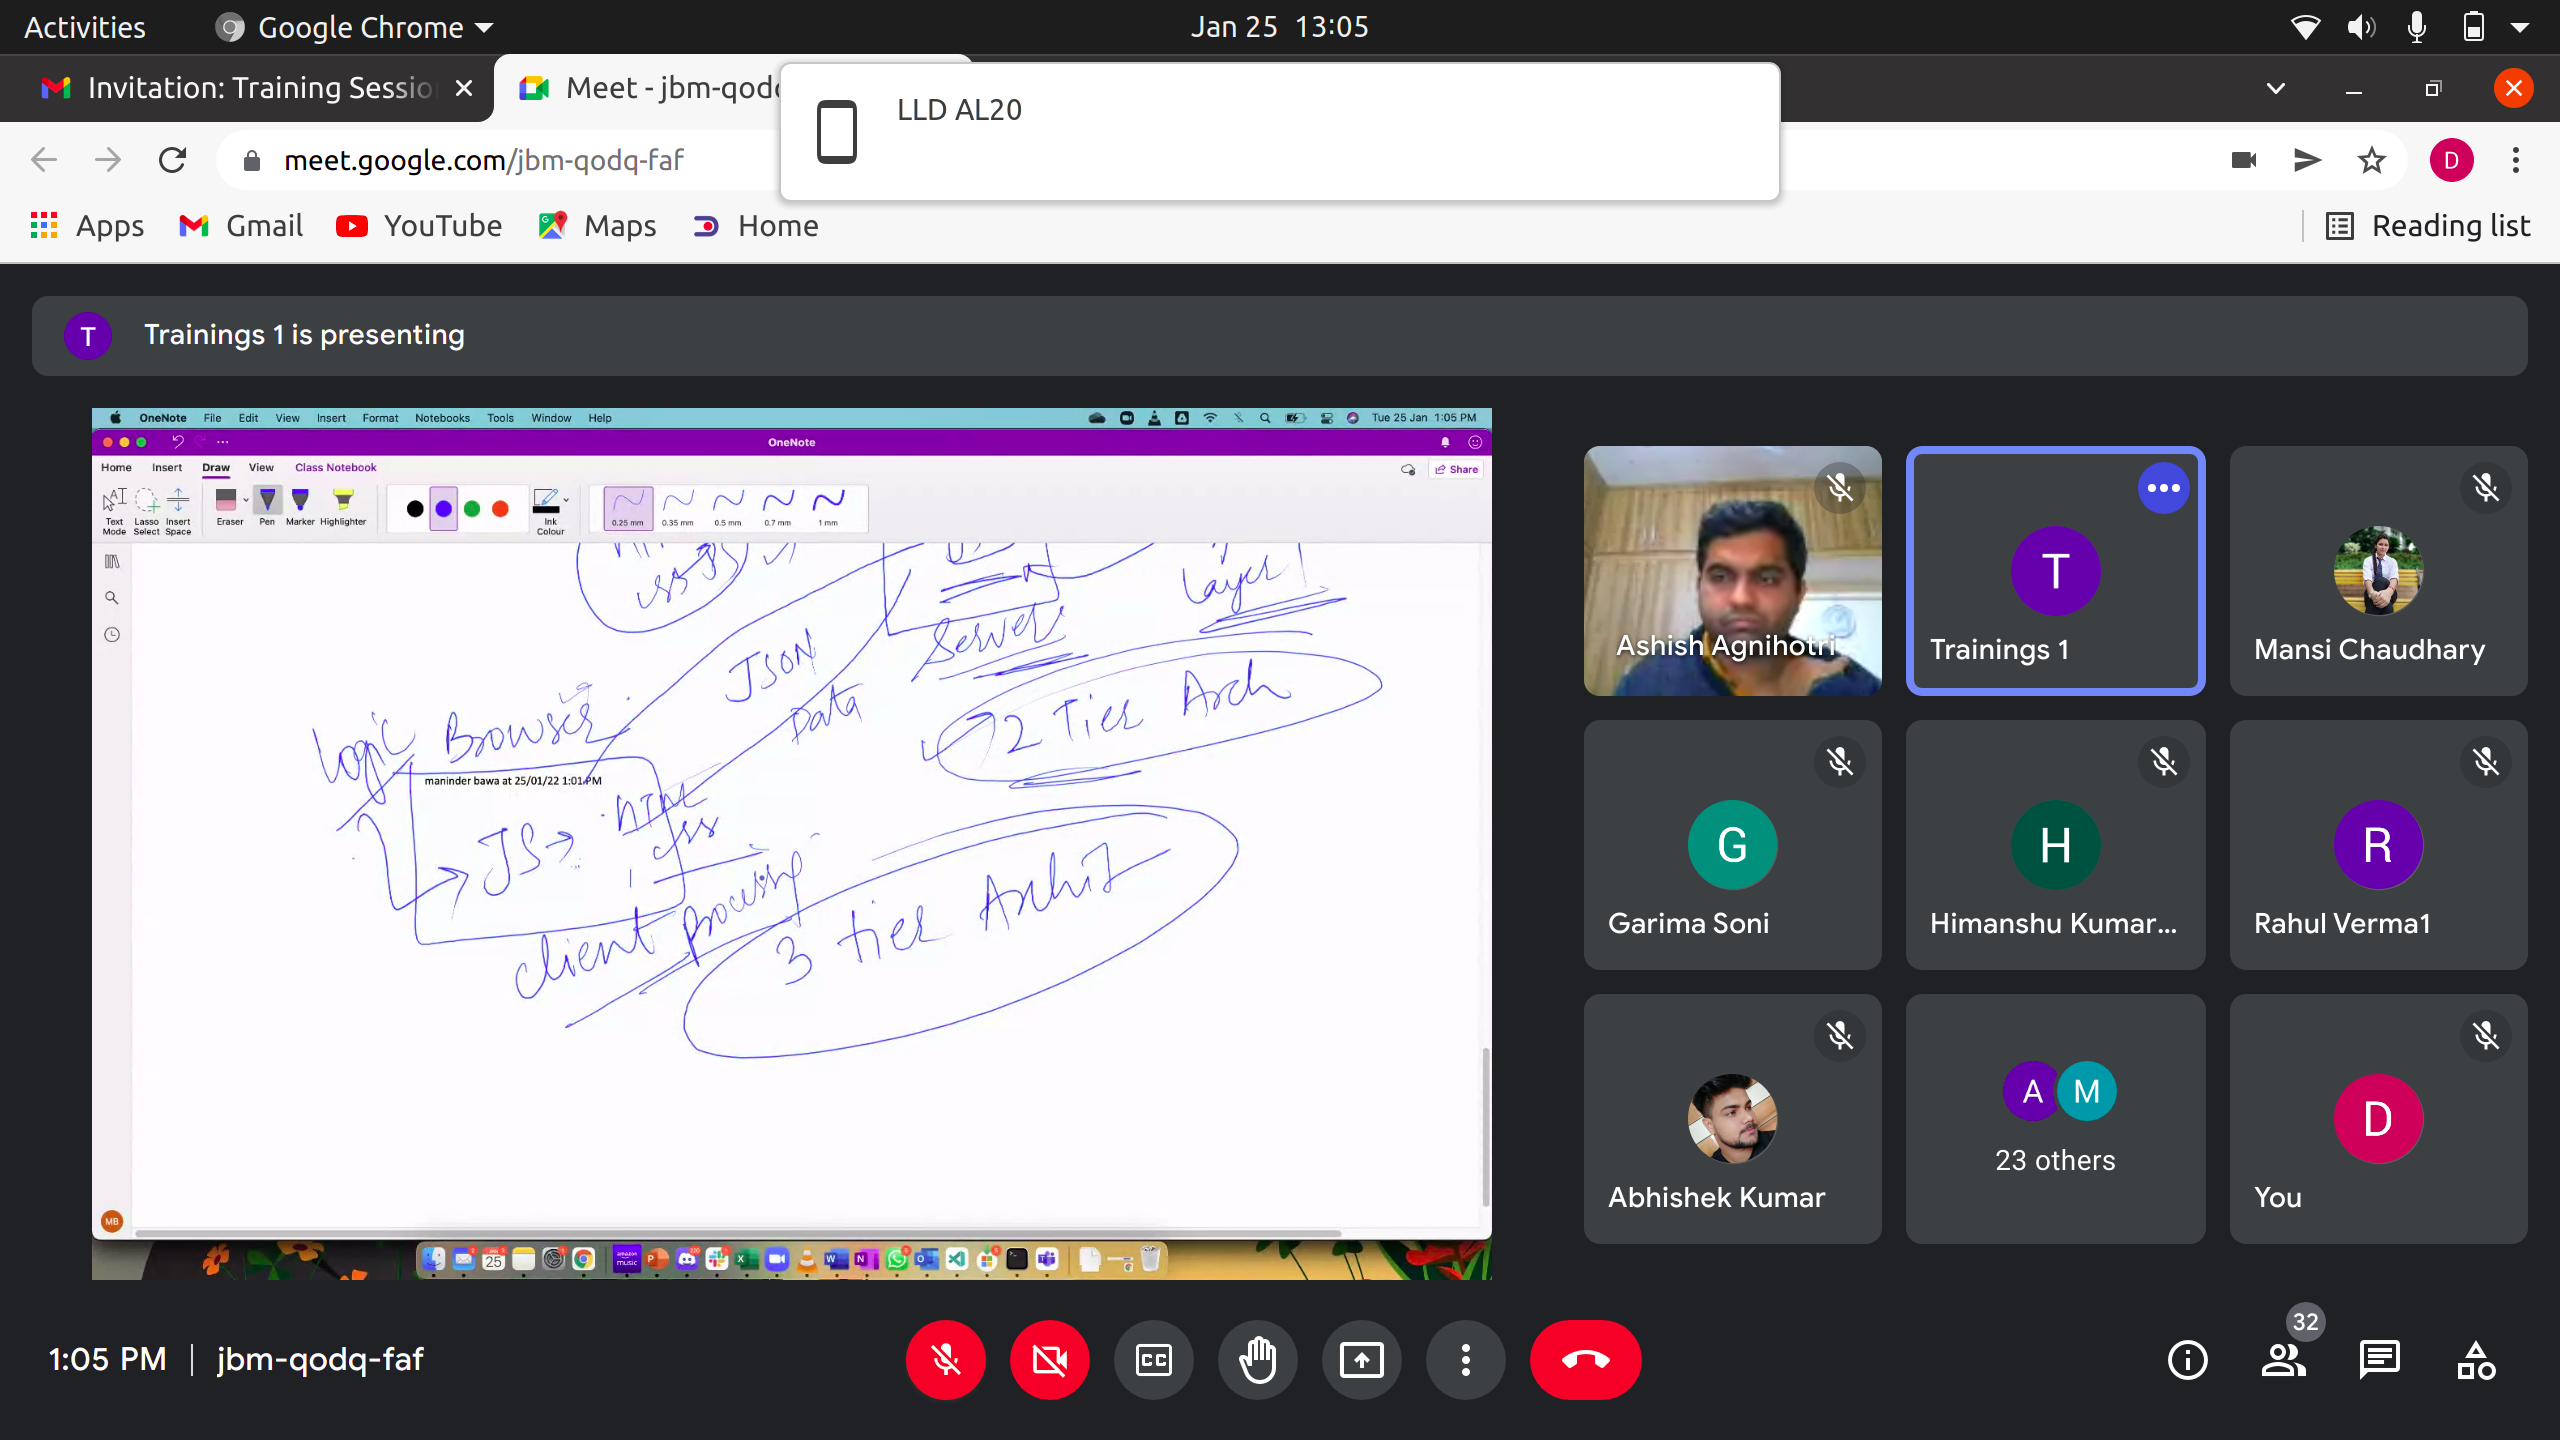 Activities
Google Chrome
Jan 25 13:05
Invitation: Training Sessio
Meet - jbm-qod
LLD AL20
meet.google.com/jbm-qodq-faf
D
Apps
Gmail
YouTube
Maps
Home
Reading list
T
Trainings 1 is presenting
OneNote File Edit View Insert Format Notebooks Tools Window Help
Tue 25 Jan 1:05 PM
OneNote
Home Insert Draw View Class Notebook
Share
Text Mode
Lasso Select
Insert Space
Eraser
Pen
Marker
Highlighter
Ink Colour
0.25 mm
0.35 mm
0.5 mm
0.7 mm
1 mm
Layer
Server
JSON
Data
2 Tier Arch
Logic
Browser
maninder bawa at 25/01/22 1:01 PM
JS
HTML
CSS
client processing
3 tier Archit
MB
25
amazon music
Ashish Agnihotri
T
Trainings 1
Mansi Chaudhary
G
Garima Soni
H
Himanshu Kumar...
R
Rahul Verma1
Abhishek Kumar
A
M
23 others
D
You
1:05 PM
jbm-qodq-faf
CC
32